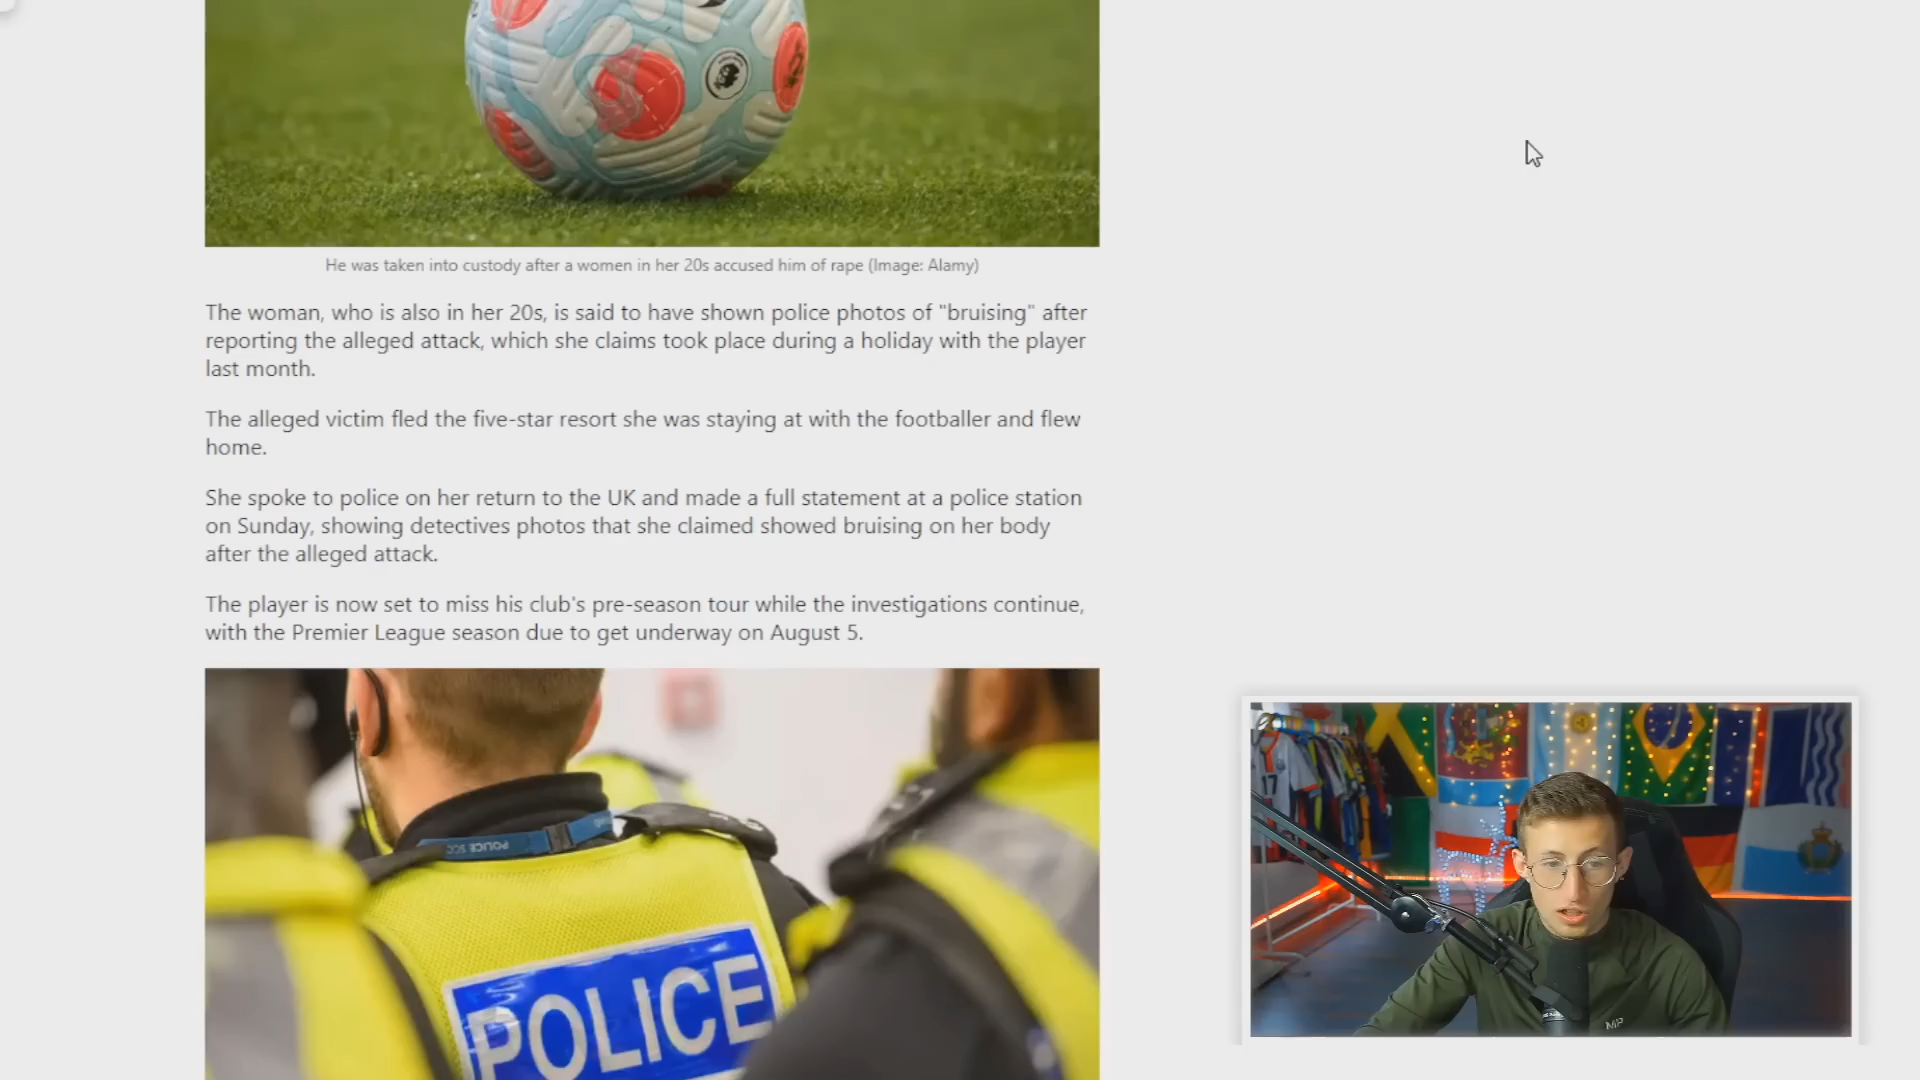 He was taken into custody after a women in her 20s accused him of rape (Image: Alamy)
The woman, who is also in her 20s, is said to have shown police photos of "bruising" after
reporting the alleged attack, which she claims took place during a holiday with the player
last month.
The alleged victim fled the five-star resort she was staying at with the footballer and flew
home.
She spoke to police on her return to the UK and made a full statement at a police station
on Sunday, showing detectives photos that she claimed showed bruising on her body
after the alleged attack.
The player is now set to miss his club's pre-season tour while the investigations continue,
with the Premier League season due to get underway on August 5.
POLICE SCO
POLICE
17
MP